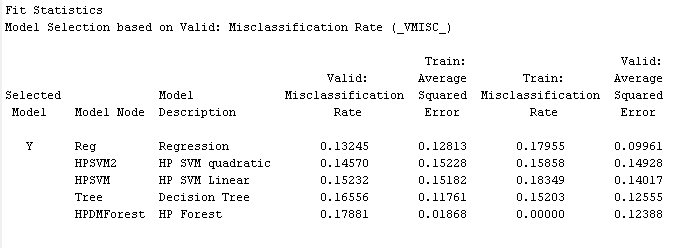 Fit Statistics
Model Selection based on Valid: Misclassification Rate (_VMISC_)
Train: Valid:
Valid: Average Train: Average
Selected Model Misclassification Squared Misclassification Squared
Model Model Node Description Rate Error Rate Error
Y Reg Regression 0.13245 0.12813 0.17955 0.09961
HPSVM2 HP SVM quadratic 0.14570 0.15228 0.15858 0.14928
HPSVM HP SVM Linear 0.15232 0.15182 0.18349 0.14017
Tree Decision Tree 0.16556 0.11761 0.15203 0.12555
HPDMForest HP Forest 0.17881 0.01868 0.00000 0.12388